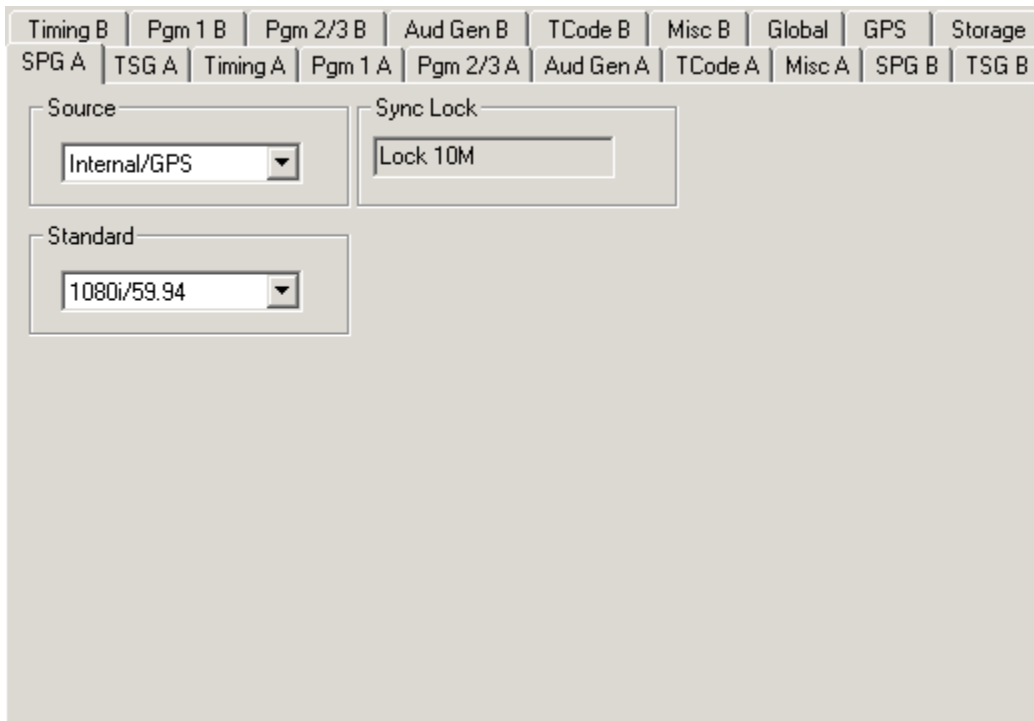 Timing B Pgm 1 B Pgm 2/3 B Aud Gen B TCode B Misc B Global GPS Storage
SPG A TSG A Timing A Pgm 1 A Pgm 2/3 A Aud Gen A TCode A Misc A SPG B TSG B
Source Sync Lock
Internal/GPS Lock 10M
Standard
1080i/59.94